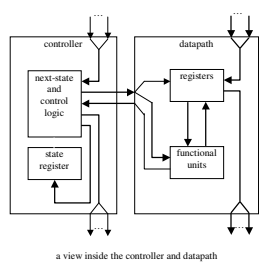 ...
...
controller
datapath
next-state
and
control
logic
registers
state
register
functional
units
...
...
a view inside the controller and datapath